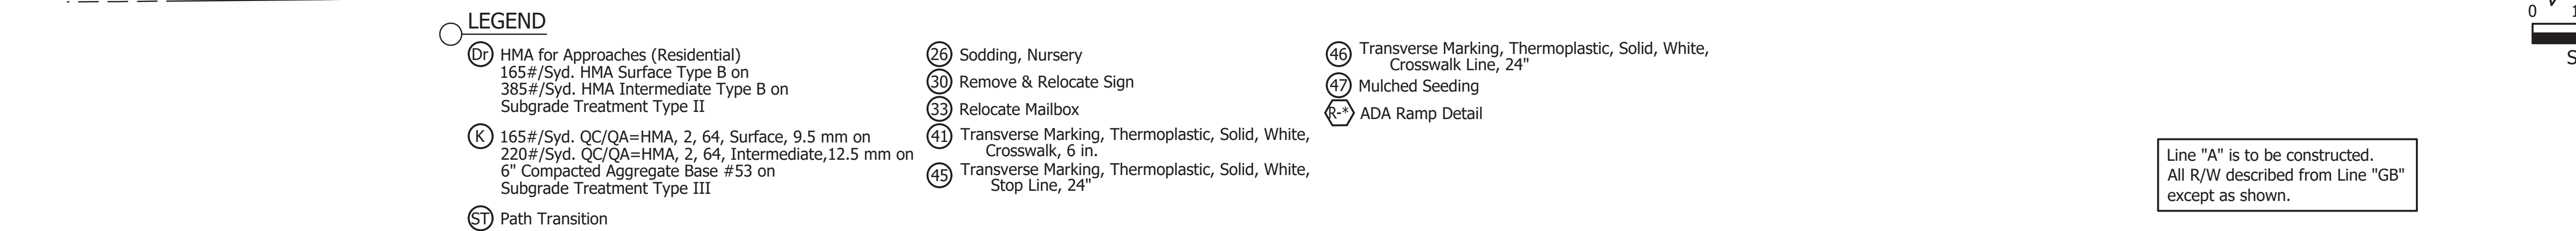 LEGEND
Dr HMA for Approaches (Residential)
165#/Syd. HMA Surface Type B on
385#/Syd. HMA Intermediate Type B on
Subgrade Treatment Type II
K 165#/Syd. QC/QA=HMA, 2, 64, Surface, 9.5 mm on
220#/Syd. QC/QA=HMA, 2, 64, Intermediate,12.5 mm on
6" Compacted Aggregate Base #53 on
Subgrade Treatment Type III
ST Path Transition
26 Sodding, Nursery
30 Remove & Relocate Sign
33 Relocate Mailbox
41 Transverse Marking, Thermoplastic, Solid, White,
Crosswalk, 6 in.
45 Transverse Marking, Thermoplastic, Solid, White,
Stop Line, 24"
46 Transverse Marking, Thermoplastic, Solid, White,
Crosswalk Line, 24"
47 Mulched Seeding
R-* ADA Ramp Detail
Line "A" is to be constructed.
All R/W described from Line "GB"
except as shown.
0